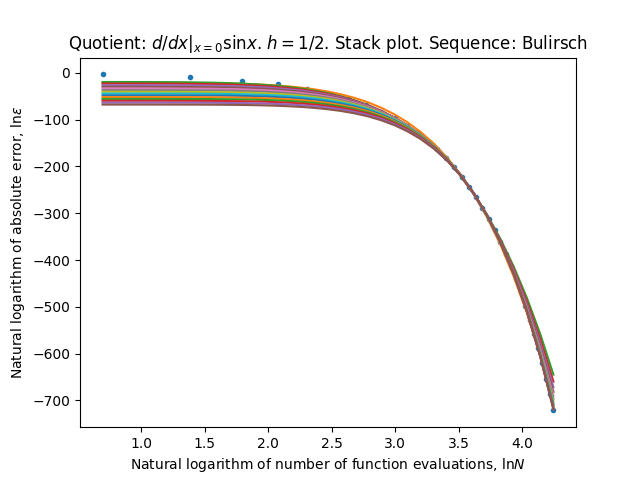 Quotient: d/dx|ₓ₌₀sinx. h = 1/2. Stack plot. Sequence: Bulirsch
Natural logarithm of absolute error, lnε
0
−100
−200
−300
−400
−500
−600
−700
1.0 1.5 2.0 2.5 3.0 3.5 4.0
Natural logarithm of number of function evaluations, lnN